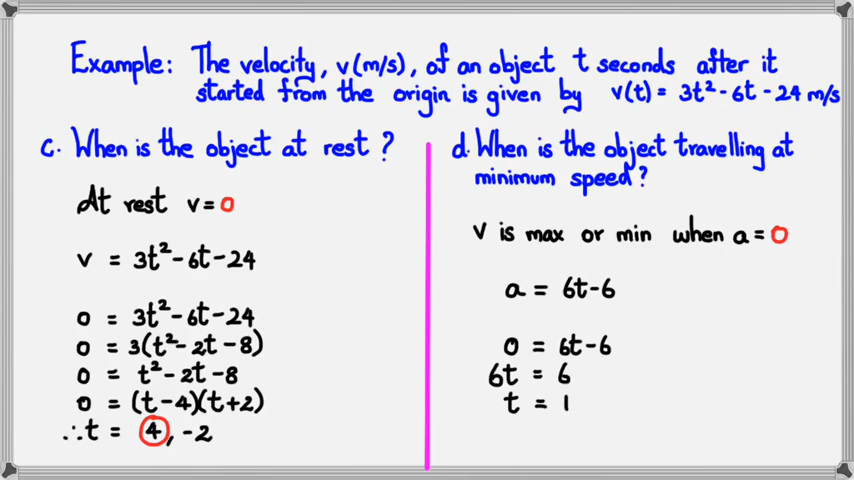 Example: The velocity, v(m/s), of an object t seconds after it
started from the origin is given by v(t) = 3t² - 6t - 24 m/s
c. When is the object at rest?
At rest v = 0
v = 3t² - 6t - 24
0 = 3t² - 6t - 24
0 = 3(t² - 2t - 8)
0 = t² - 2t - 8
0 = (t - 4)(t + 2)
∴ t = 4, -2
d. When is the object travelling at
minimum speed?
v is max or min when a = 0
a = 6t - 6
0 = 6t - 6
6t = 6
t = 1